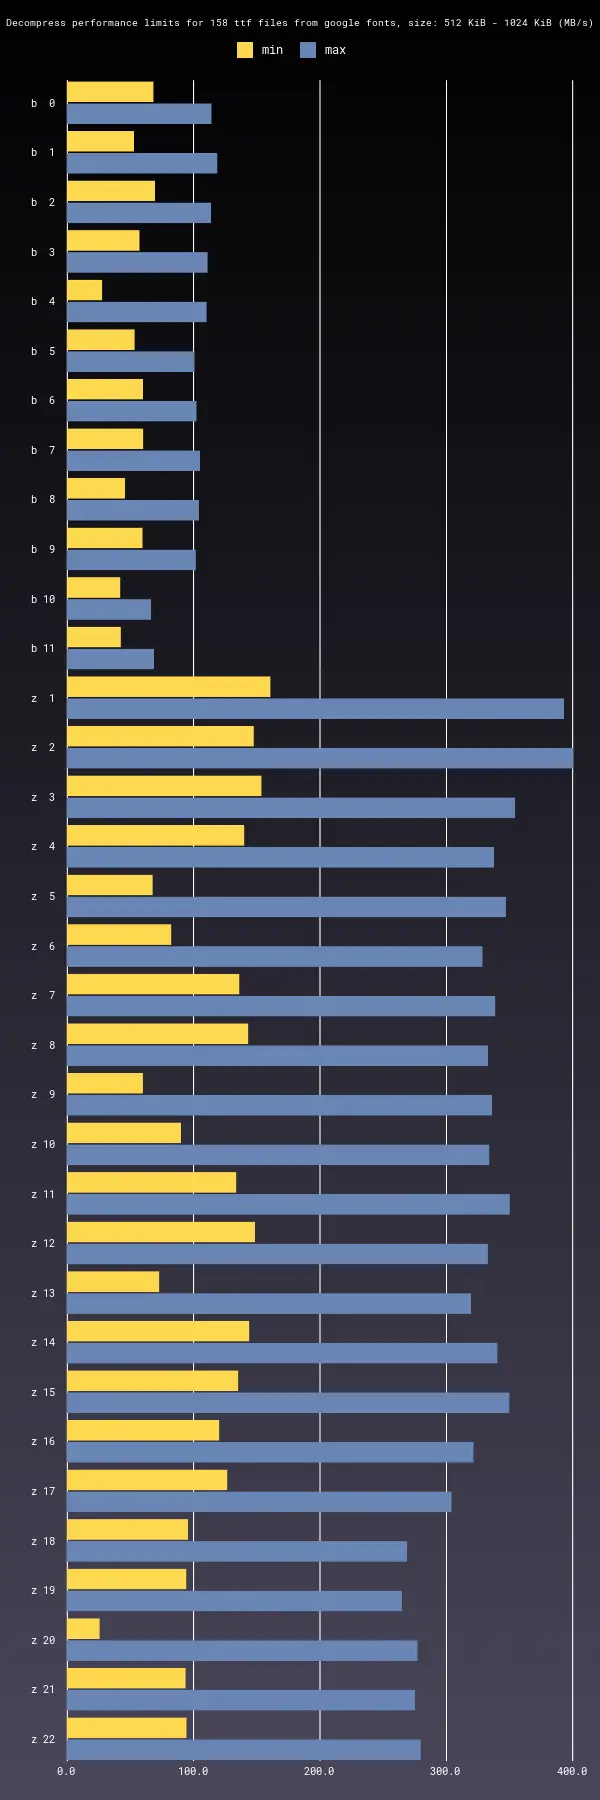 Decompress performance limits for 158 ttf files from google fonts, size: 512 KiB - 1024 KiB (MB/s)
min max
b 0
b 1
b 2
b 3
b 4
b 5
b 6
b 7
b 8
b 9
b 10
b 11
z 1
z 2
z 3
z 4
z 5
z 6
z 7
z 8
z 9
z 10
z 11
z 12
z 13
z 14
z 15
z 16
z 17
z 18
z 19
z 20
z 21
z 22
0.0 100.0 200.0 300.0 400.0